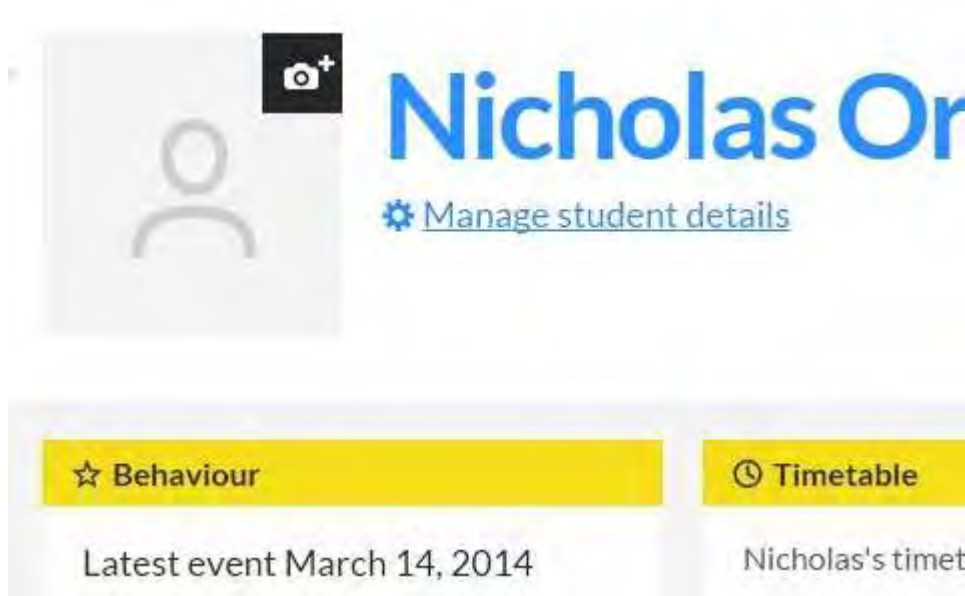 Nicholas Or
Manage student details
Behaviour
Timetable
Latest event March 14, 2014
Nicholas's timet